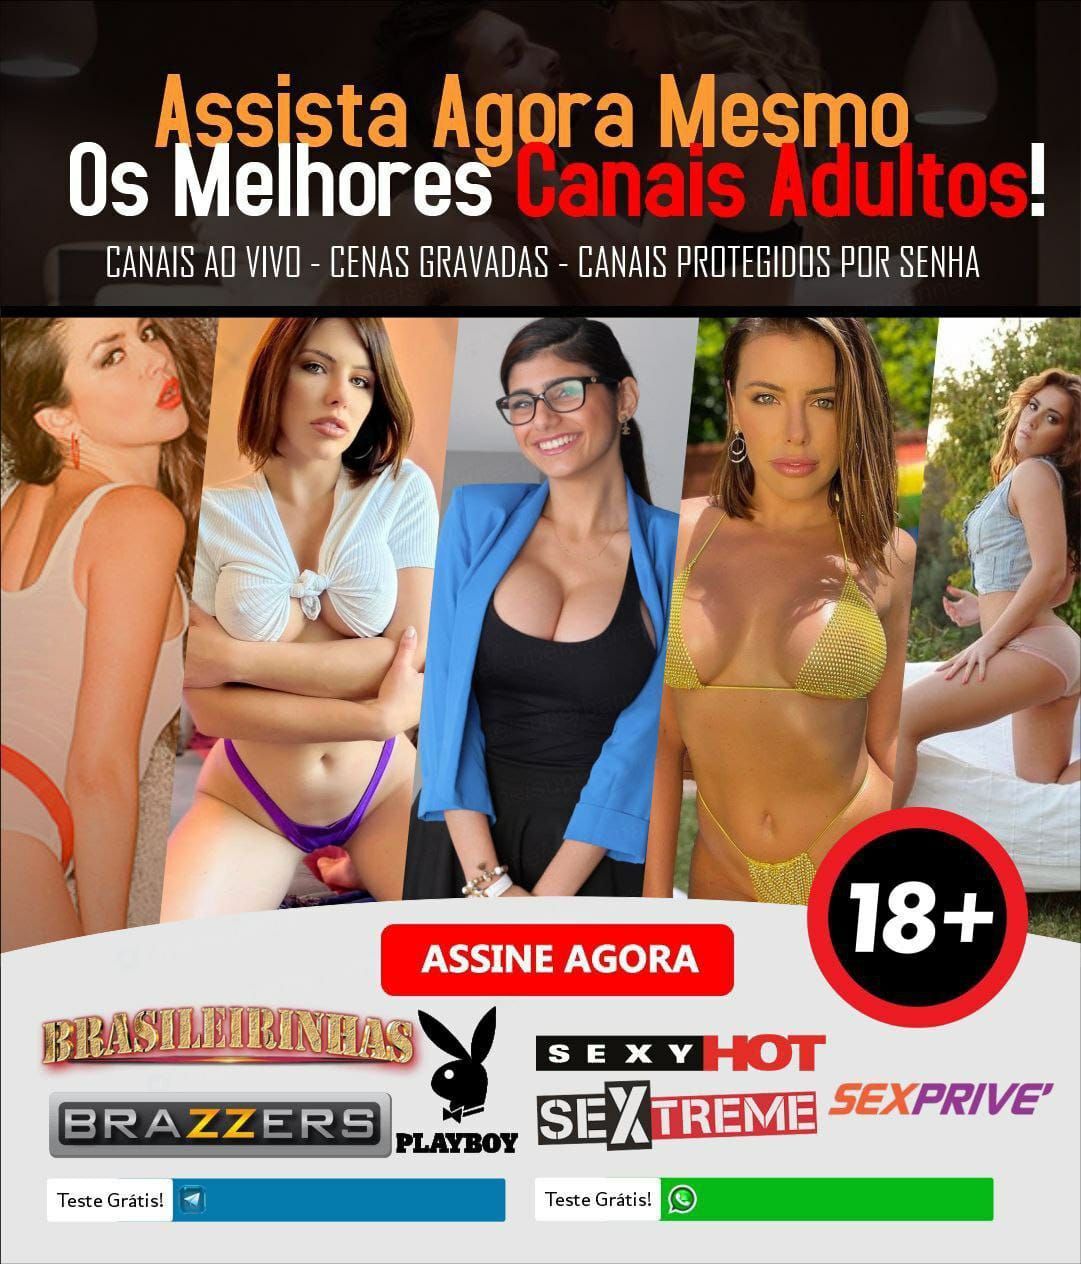 Assista Agora Mesmo
Os Melhores Canais Adultos!
CANAIS AO VIVO - CENAS GRAVADAS - CANAIS PROTEGIDOS POR SENHA
18+
ASSINE AGORA
BRASILEIRINHAS
BRAZZERS
PLAYBOY
SEXY HOT
SEXTREME
SEXPRIVE'
Teste Grátis!
Teste Grátis!